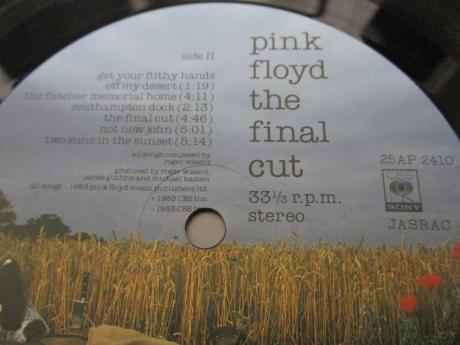 pink
floyd
the
final
cut
side II
get your filthy hands
off my desert (1:19)
the fletcher memorial home (4:11)
southampton dock (2:13)
the final cut (4:46)
not now john (5:01)
two suns in the sunset (5:14)
all songs composed by
roger waters
produced by roger waters,
james guthrie and michael kamen
all songs - 1983 pink floyd music publishers ltd.
1983 CBS Inc.
1983 CBS
33 1/3 r.p.m.
stereo
25AP 2410
CBS
SONY
JASRAC